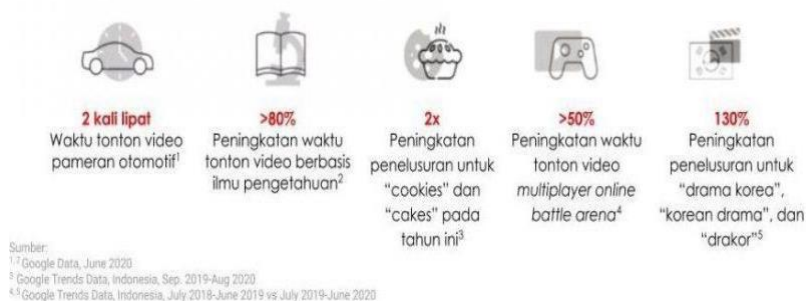 2 kali lipat
Waktu tonton video
pameran otomotif¹
>80%
Peningkatan waktu
tonton video berbasis
ilmu pengetahuan²
2x
Peningkatan
penelusuran untuk
“cookies” dan
“cakes” pada
tahun ini³
>50%
Peningkatan waktu
tonton video
multiplayer online
battle arena⁴
130%
Peningkatan
penelusuran untuk
“drama korea”,
“korean drama”, dan
“drakor”⁵
Sumber:
¹˒² Google Data, June 2020
³ Google Trends Data, Indonesia, Sep. 2019-Aug 2020
⁴˒⁵ Google Trends Data, Indonesia, July 2018-June 2019 vs July 2019-June 2020